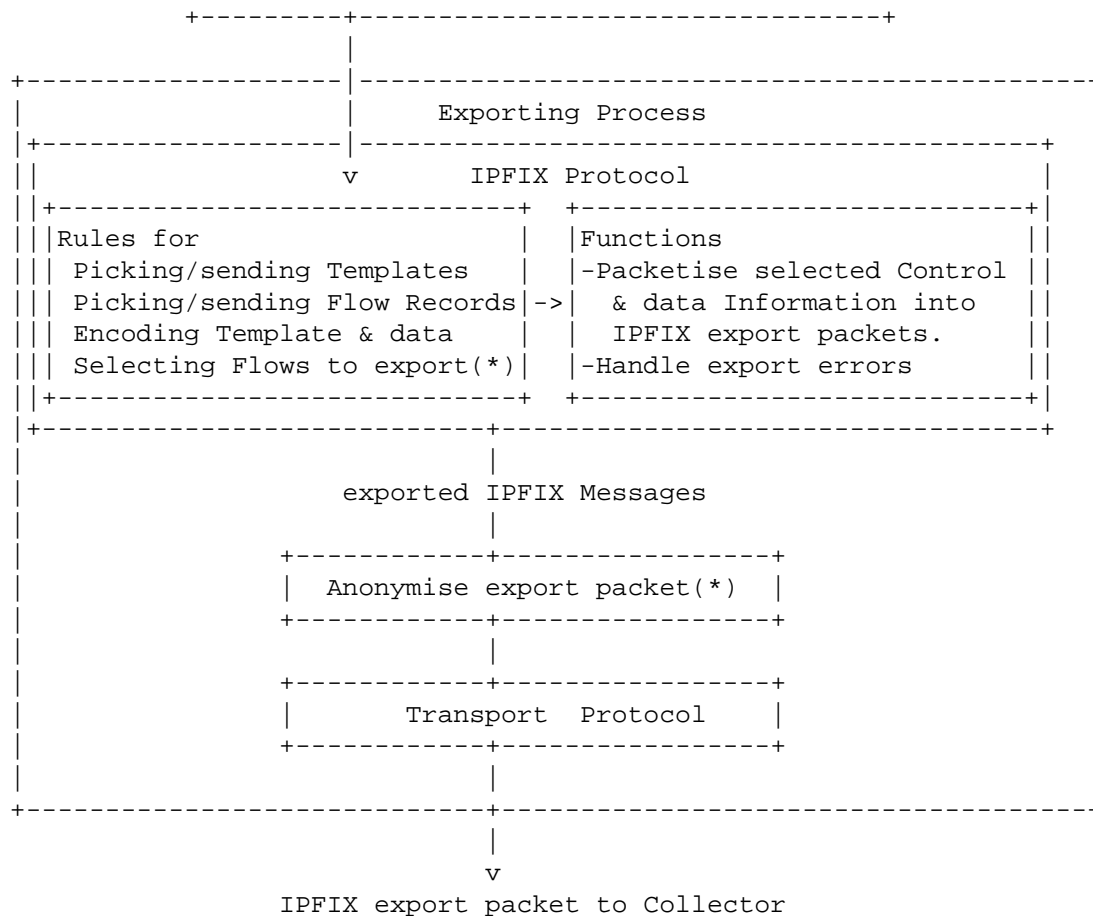 Exporting Process
v IPFIX Protocol
Rules for Functions
Picking/sending Templates -Packetise selected Control
Picking/sending Flow Records -> & data Information into
Encoding Template & data IPFIX export packets.
Selecting Flows to export(*) -Handle export errors
exported IPFIX Messages
Anonymise export packet(*)
Transport Protocol
v
IPFIX export packet to Collector